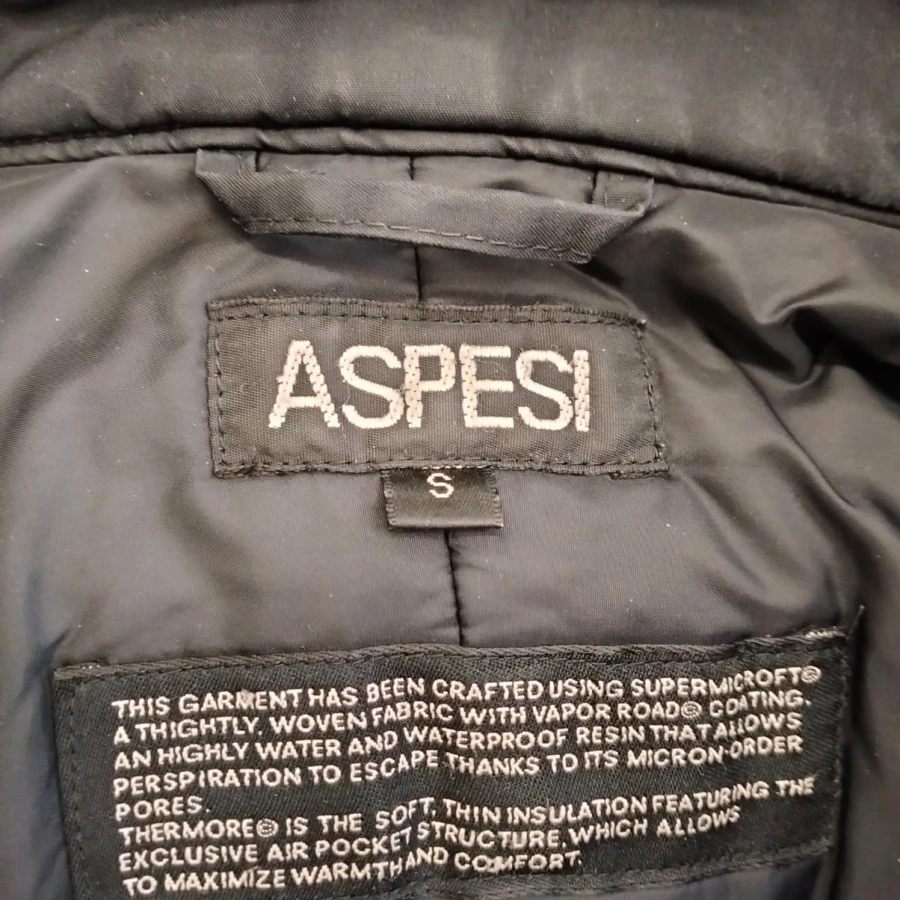 ASPESI
S
THIS GARMENT HAS BEEN CRAFTED USING SUPERMICROFT®
A THIGHTLY, WOVEN FABRIC WITH VAPOR ROAD® COATING,
AN HIGHLY WATER AND WATERPROOF RESIN THAT ALLOWS
PERSPIRATION TO ESCAPE THANKS TO ITS MICRON-ORDER
PORES.
THERMORE® IS THE SOFT, THIN INSULATION FEATURING THE
EXCLUSIVE AIR POCKET STRUCTURE, WHICH ALLOWS
TO MAXIMIZE WARMTH AND COMFORT.